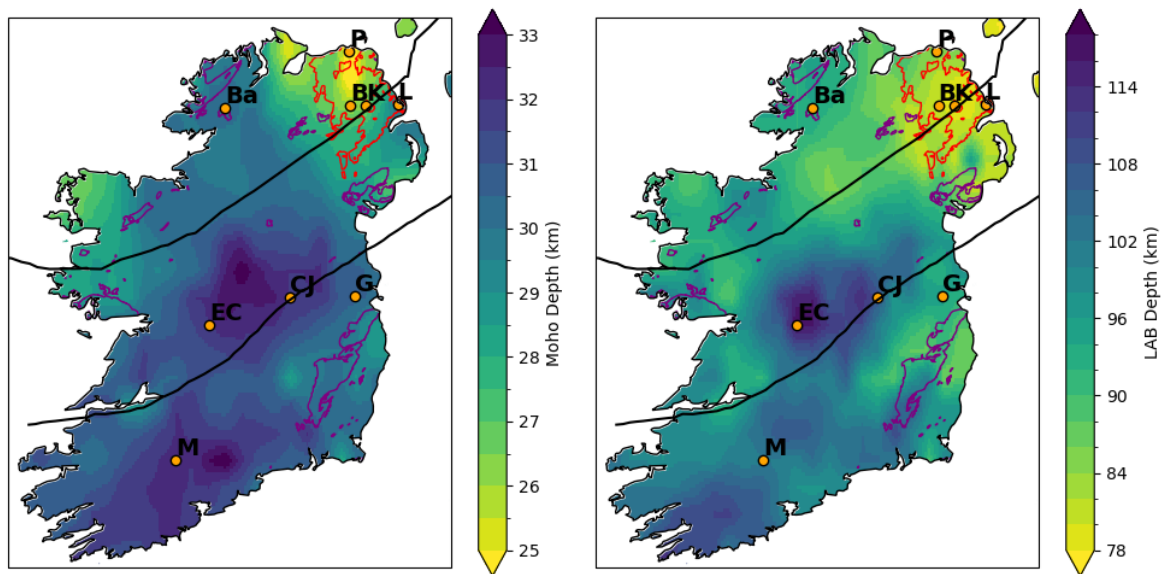 P
Ba
BK
L
EC
CJ
G
M
33
32
31
30
29
28
27
26
25
Moho Depth (km)
P
Ba
BK
L
EC
CJ
G
M
114
108
102
96
90
84
78
LAB Depth (km)